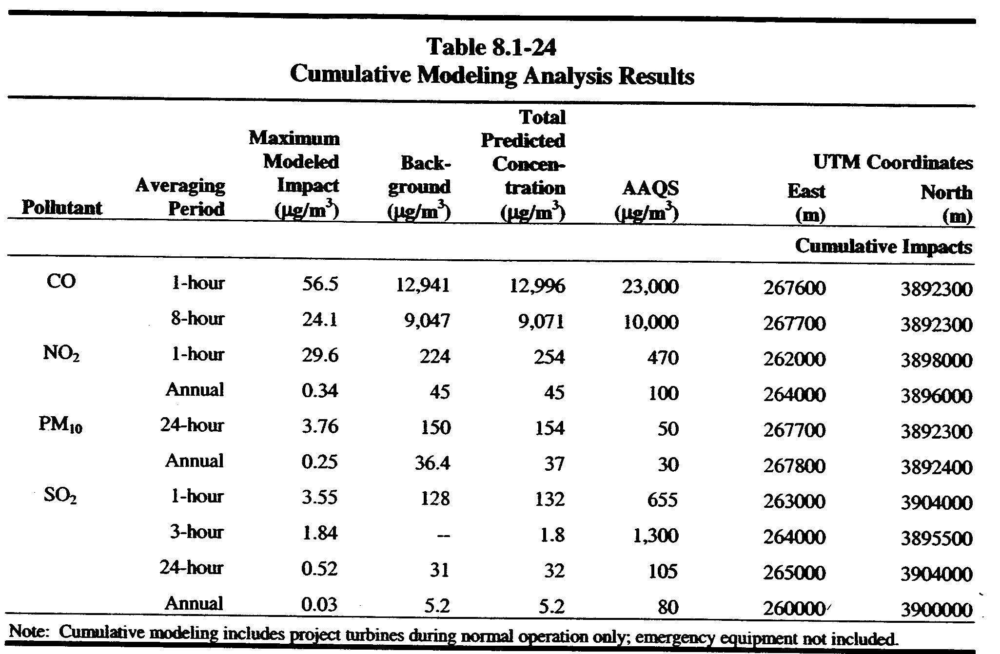 Table 8.1-24
Cumulative Modeling Analysis Results
Pollutant Averaging Period Maximum Modeled Impact (µg/m³) Back-ground (µg/m³) Total Predicted Concen-tration (µg/m³) AAQS (µg/m³) UTM Coordinates East (m) North (m)
Cumulative Impacts
CO 1-hour 56.5 12,941 12,996 23,000 267600 3892300
8-hour 24.1 9,047 9,071 10,000 267700 3892300
NO₂ 1-hour 29.6 224 254 470 262000 3898000
Annual 0.34 45 45 100 264000 3896000
PM₁₀ 24-hour 3.76 150 154 50 267700 3892300
Annual 0.25 36.4 37 30 267800 3892400
SO₂ 1-hour 3.55 128 132 655 263000 3904000
3-hour 1.84 -- 1.8 1,300 264000 3895500
24-hour 0.52 31 32 105 265000 3904000
Annual 0.03 5.2 5.2 80 260000 3900000
Note: Cumulative modeling includes project turbines during normal operation only; emergency equipment not included.